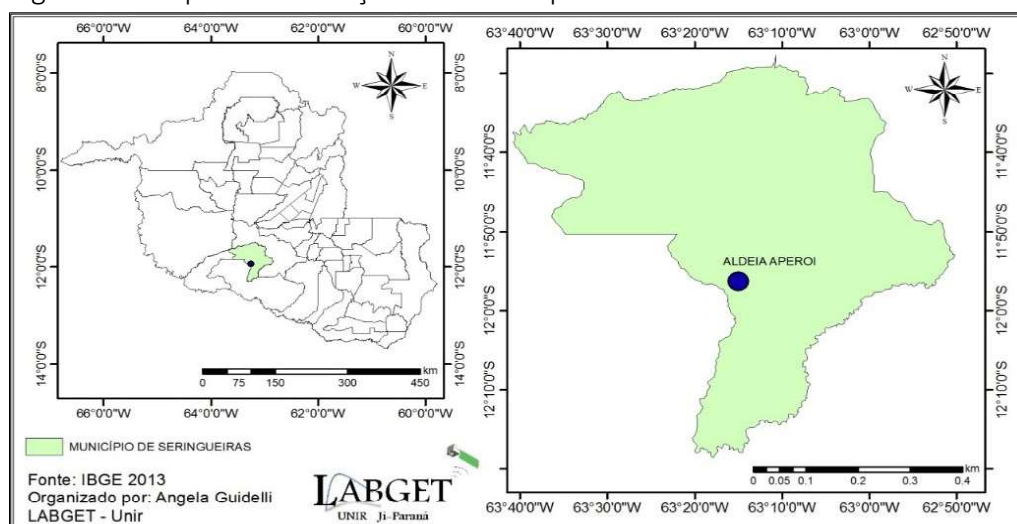 66°0'0"W 64°0'0"W 62°0'0"W 60°0'0"W
N
W E
S
8°0'0"S 8°0'0"S
10°0'0"S 10°0'0"S
12°0'0"S 12°0'0"S
14°0'0"S 14°0'0"S
km
0 50 100 200 300 450
66°0'0"W 64°0'0"W 62°0'0"W 60°0'0"W
MUNICÍPIO DE SERINGUEIRAS
Fonte: IBGE 2013
Organizado por: Angela Guidelli
LABGET - Unir
LABGET
UNIR Ji-Paraná
63°40'0"W 63°30'0"W 63°20'0"W 63°10'0"W 63°0'0"W 62°50'0"W
N
W E
S
11°40'0"S 11°40'0"S
11°50'0"S 11°50'0"S
ALDEIA APEROI
12°0'0"S 12°0'0"S
12°10'0"S 12°10'0"S
km
0 0.05 0.1 0.2 0.3 0.4
63°40'0"W 63°30'0"W 63°20'0"W 63°10'0"W 63°0'0"W 62°50'0"W